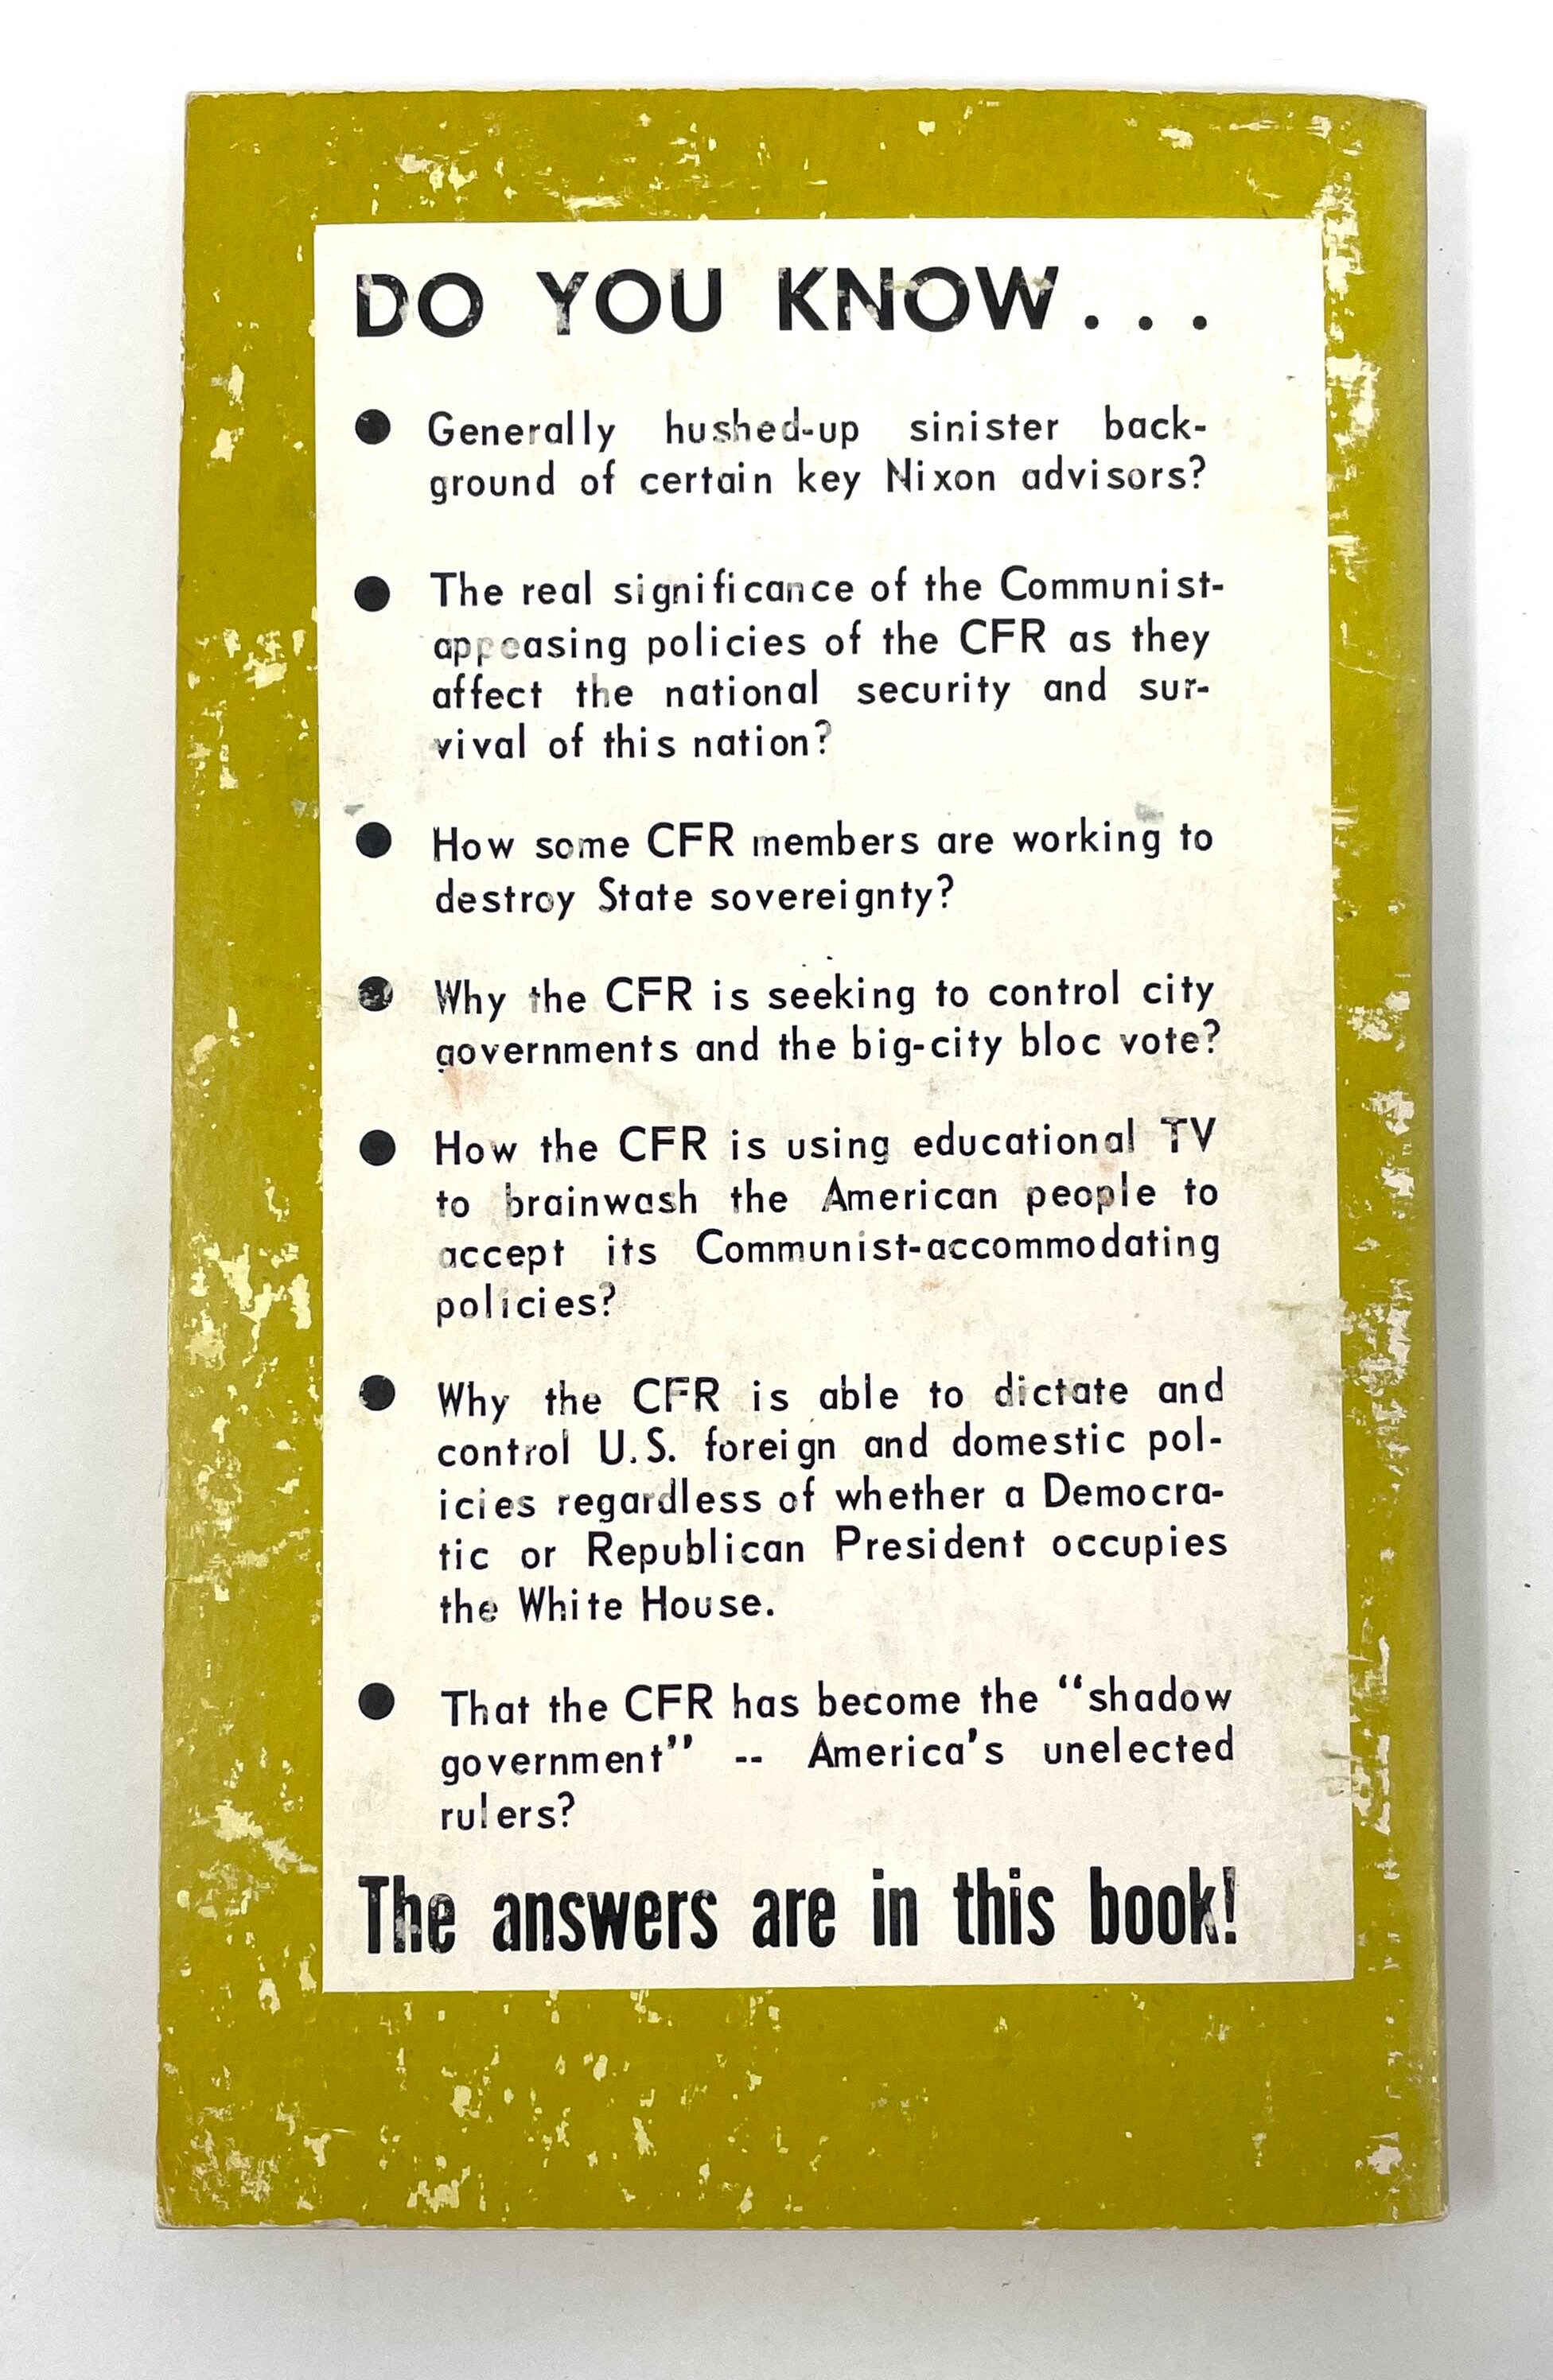 DO YOU KNOW...
● Generally hushed-up sinister back-
ground of certain key Nixon advisors?
● The real significance of the Communist-
appeasing policies of the CFR as they
affect the national security and sur-
vival of this nation?
● How some CFR members are working to
destroy State sovereignty?
● Why the CFR is seeking to control city
governments and the big-city bloc vote?
● How the CFR is using educational TV
to brainwash the American people to
accept its Communist-accommodating
policies?
● Why the CFR is able to dictate and
control U.S. foreign and domestic pol-
icies regardless of whether a Democra-
tic or Republican President occupies
the White House.
● That the CFR has become the "shadow
government" -- America's unelected
rulers?
The answers are in this book!